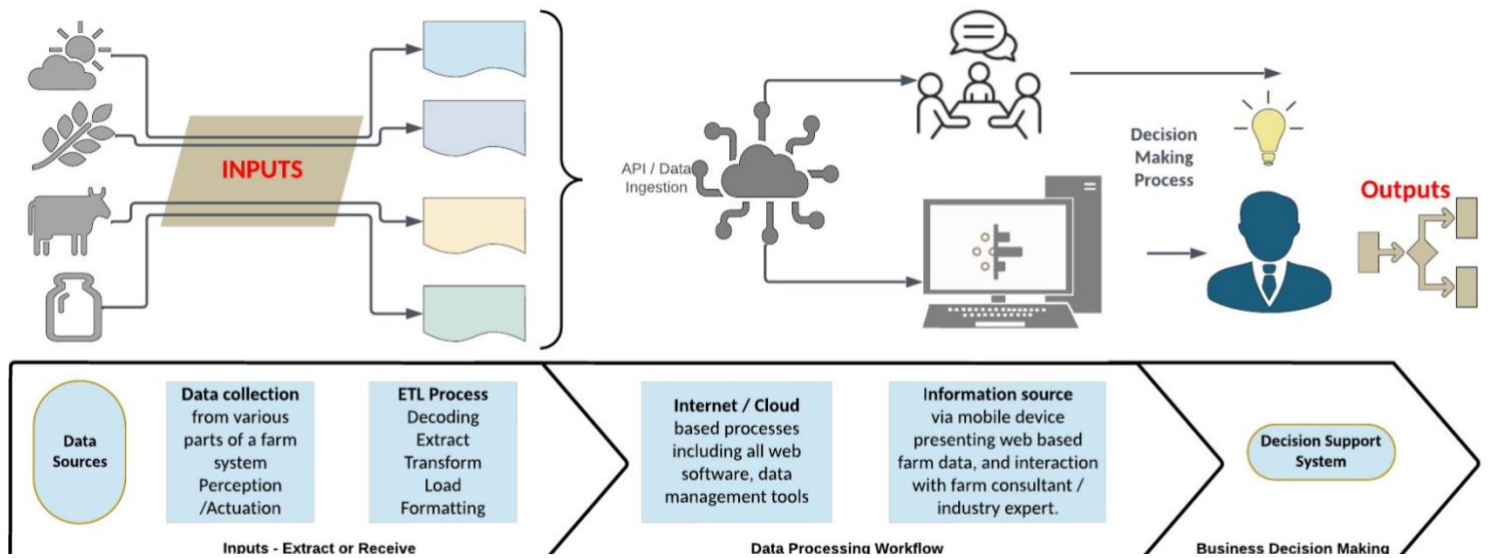 INPUTS
API / Data
Ingestion
Decision
Making
Process
Outputs
Data
Sources
Data collection
from various
parts of a farm
system
Perception
/Actuation
ETL Process
Decoding
Extract
Transform
Load
Formatting
Internet / Cloud
based processes
including all web
software, data
management tools
Information source
via mobile device
presenting web based
farm data, and interaction
with farm consultant /
industry expert.
Decision Support
System
Inputs - Extract or Receive
Data Processing Workflow
Business Decision Making